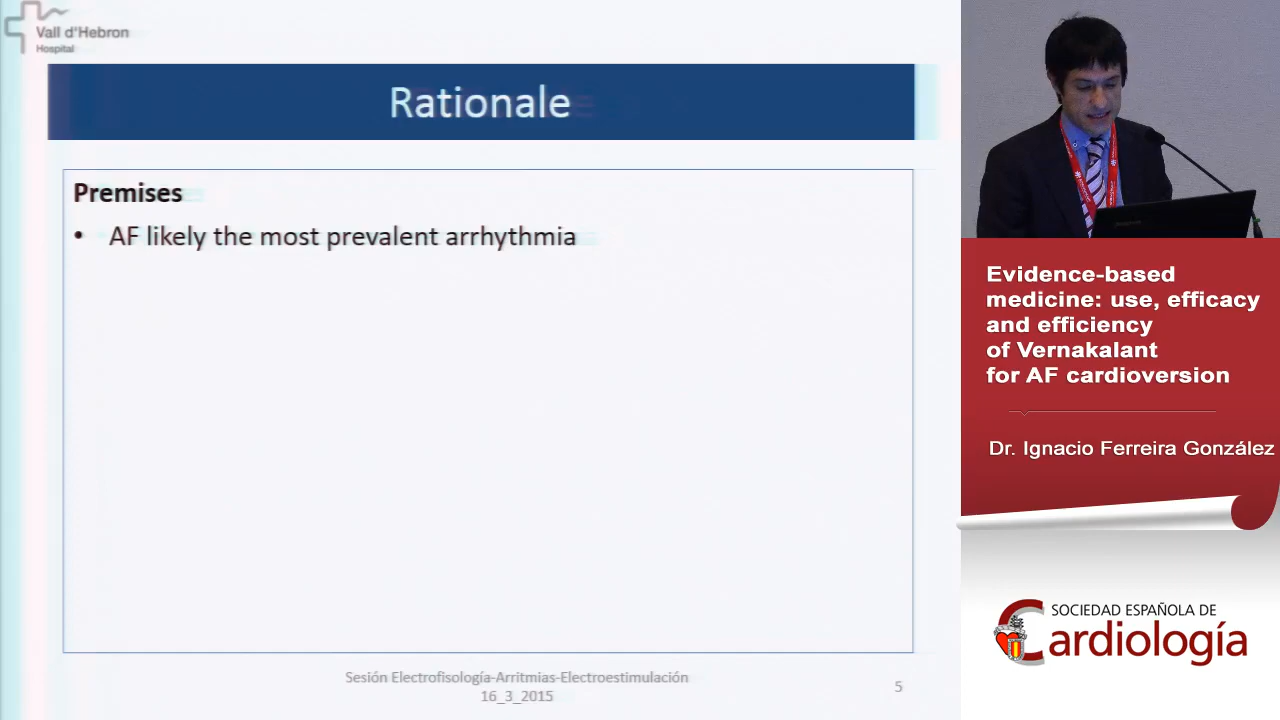 Vall d'Hebron
Hospital
Rationale
Premises
• AF likely the most prevalent arrhythmia
Sesión Electrofisología-Arritmias-Electroestimulación
16_3_2015
5
Evidence-based
medicine: use, efficacy
and efficiency
of Vernakalant
for AF cardioversion
Dr. Ignacio Ferreira González
SOCIEDAD ESPAÑOLA DE
Cardiología